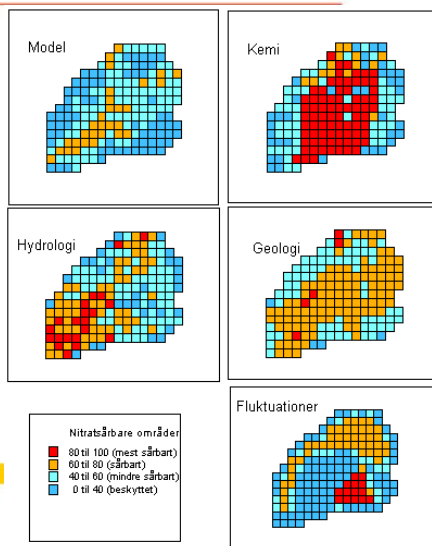 Model
Kemi
Hydrologi
Geologi
Fluktuationer
Nitratsårbare områder
80 til 100 (mest sårbart)
60 til 80 (sårbart)
40 til 60 (mindre sårbart)
0 til 40 (beskyttet)